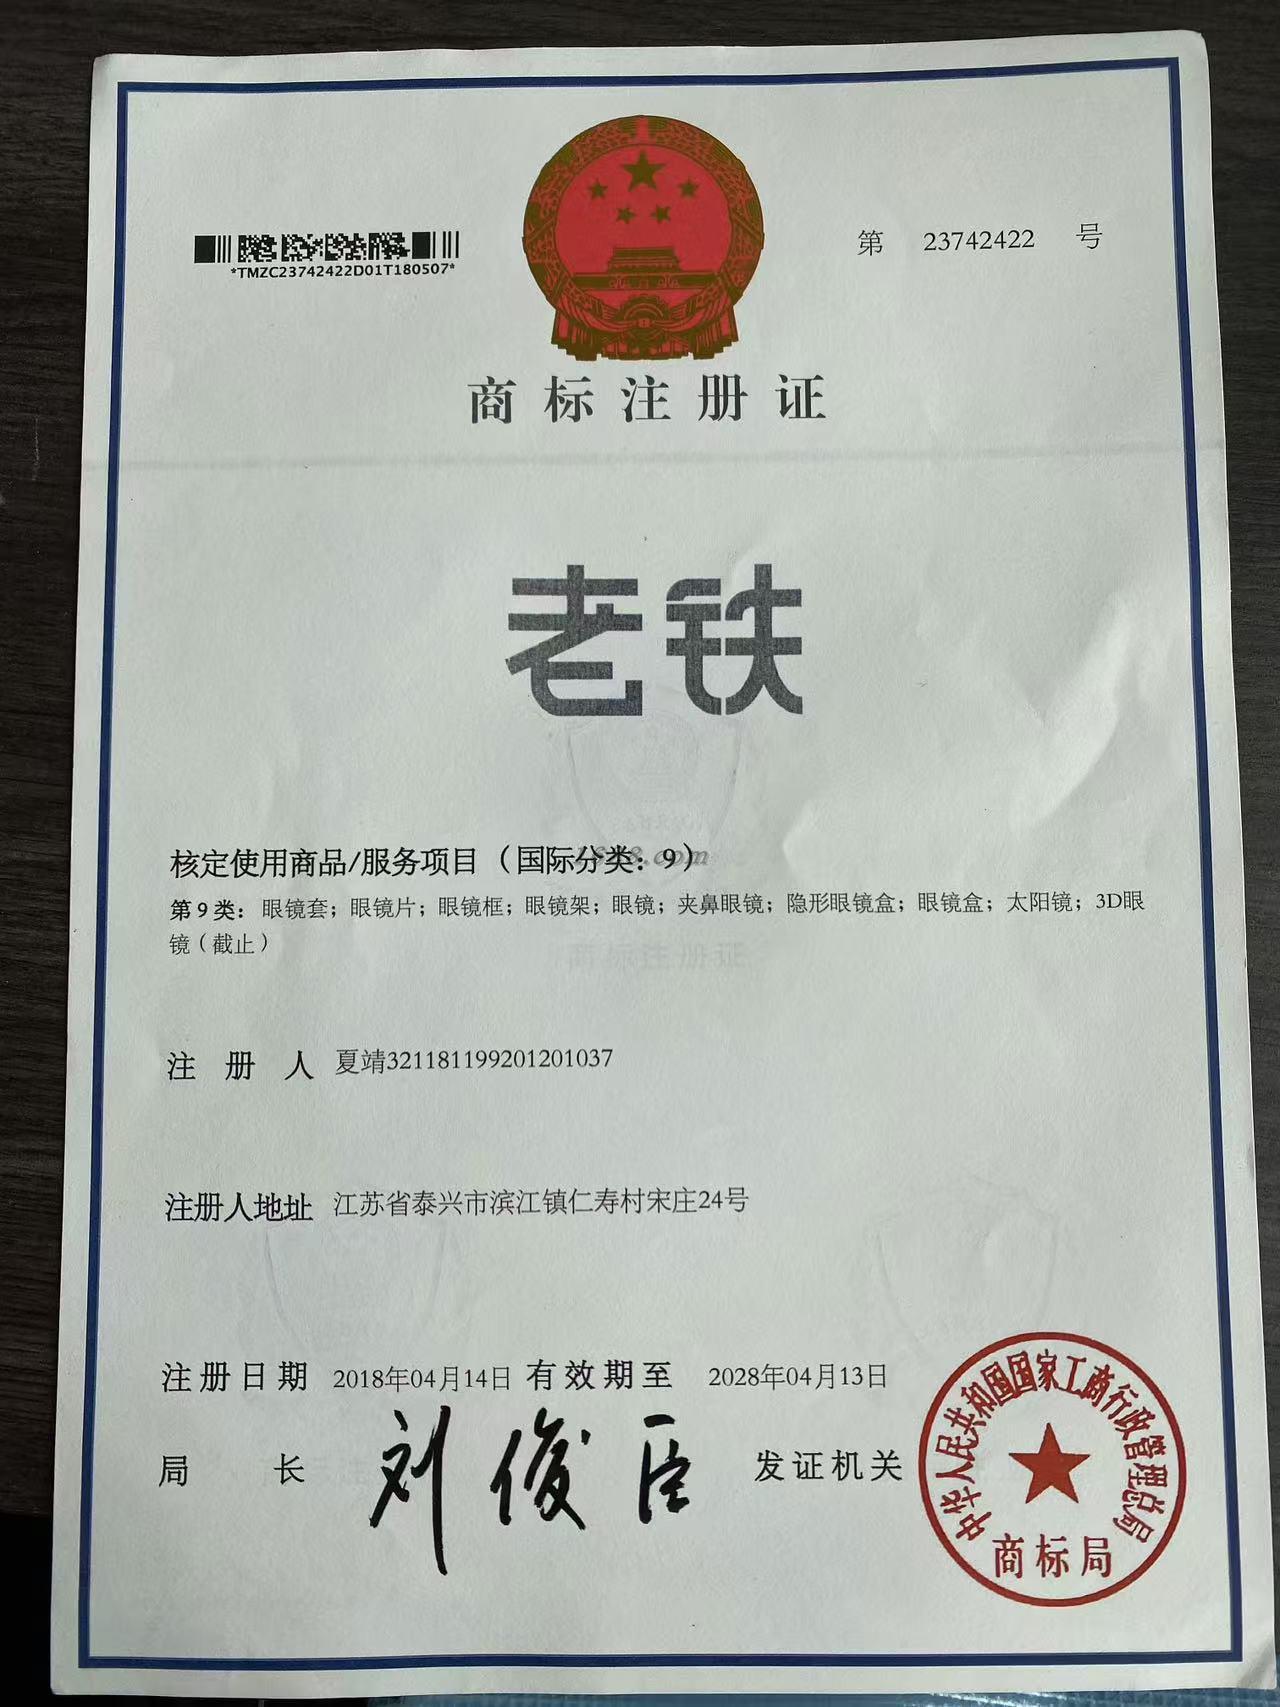 *TMZC23742422D01T180507*
第 23742422 号
商标注册证
老铁
核定使用商品/服务项目（国际分类：9）
1688.com
第9类：眼镜套；眼镜片；眼镜框；眼镜架；眼镜；夹鼻眼镜；隐形眼镜盒；眼镜盒；太阳镜；3D眼
镜（截止）
商标注册证
注册人 夏靖321181199201201037
注册人地址 江苏省泰兴市滨江镇仁寿村宋庄24号
注册日期 2018年04月14日 有效期至 2028年04月13日
局长 刘俊臣 发证机关
中华人民共和国国家工商行政管理总局
商标局